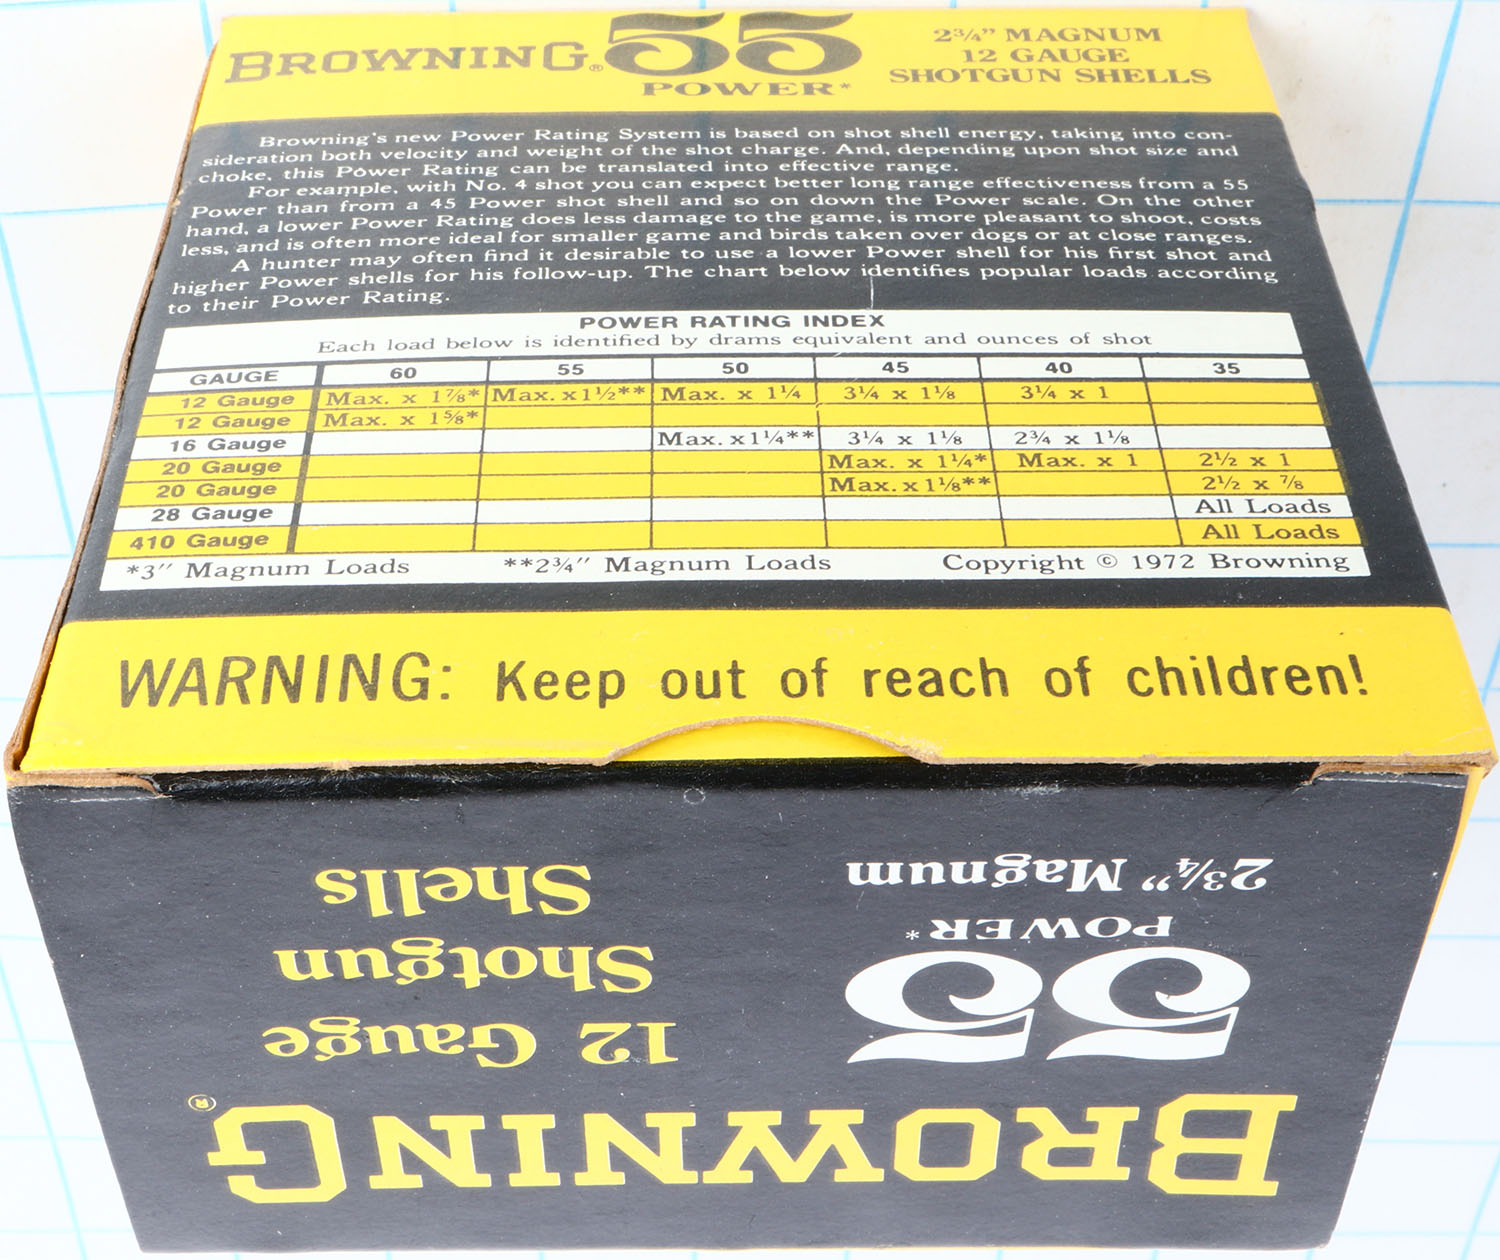 BROWNING® 55
POWER*
2¾" MAGNUM
12 GAUGE
SHOTGUN SHELLS
Browning's new Power Rating System is based on shot shell energy, taking into con-
sideration both velocity and weight of the shot charge. And, depending upon shot size and
choke, this Power Rating can be translated into effective range.
For example, with No. 4 shot you can expect better long range effectiveness from a 55
Power than from a 45 Power shot shell and so on down the Power scale. On the other
hand, a lower Power Rating does less damage to the game, is more pleasant to shoot, costs
less, and is often more ideal for smaller game and birds taken over dogs or at close ranges.
A hunter may often find it desirable to use a lower Power shell for his first shot and
higher Power shells for his follow-up. The chart below identifies popular loads according
to their Power Rating.
POWER RATING INDEX
Each load below is identified by drams equivalent and ounces of shot
GAUGE 60 55 50 45 40 35
12 Gauge Max. x 1⅞* Max. x 1½** Max. x 1¼ 3¼ x 1⅛ 3¼ x 1
12 Gauge Max. x 1⅝*
16 Gauge Max. x 1¼** 3¼ x 1⅛ 2¾ x 1⅛
20 Gauge Max. x 1¼* Max. x 1 2½ x 1
20 Gauge Max. x 1⅛** 2½ x ⅞
28 Gauge All Loads
410 Gauge All Loads
*3" Magnum Loads **2¾" Magnum Loads Copyright © 1972 Browning
WARNING: Keep out of reach of children!
BROWNING®
55
POWER*
2¾" Magnum
12 Gauge
Shotgun
Shells